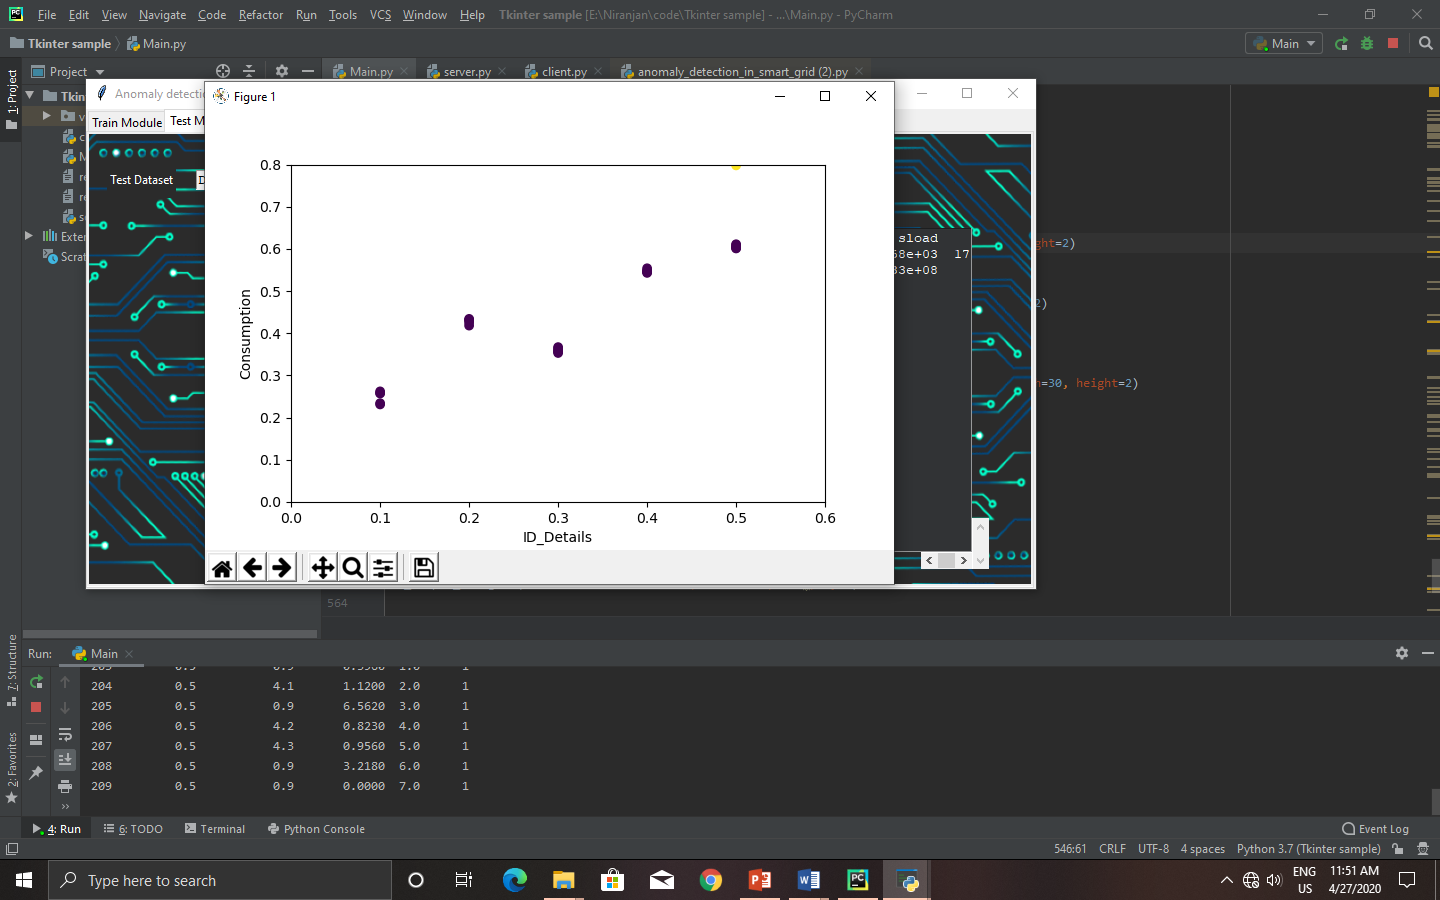 File Edit View Navigate Code Refactor Run Tools VCS Window Help Tkinter sample [E:\Niranjan\code\Tkinter sample] - ...\Main.py - PyCharm
Tkinter sample Main.py Main
Project Main.py server.py client.py anomaly_detection_in_smart_grid (2).py
1: Project
Anomaly detectio
Figure 1
Train Module Test M
Test Dataset D
Exter
Scrat
0.8
0.7
0.6
0.5
0.4
0.3
0.2
0.1
0.0
Consumption
0.0 0.1 0.2 0.3 0.4 0.5 0.6
ID_Details
sload
58e+03 17
33e+08
ght=2)
2)
=30, height=2)
564
7: Structure
2: Favorites
Run: Main
204 0.5 4.1 1.1200 2.0 1
205 0.5 0.9 6.5620 3.0 1
206 0.5 4.2 0.8230 4.0 1
207 0.5 4.3 0.9560 5.0 1
208 0.5 0.9 3.2180 6.0 1
209 0.5 0.9 0.0000 7.0 1
4: Run 6: TODO Terminal Python Console Event Log
546:61 CRLF UTF-8 4 spaces Python 3.7 (Tkinter sample)
Type here to search
ENG
US
11:51 AM
4/27/2020